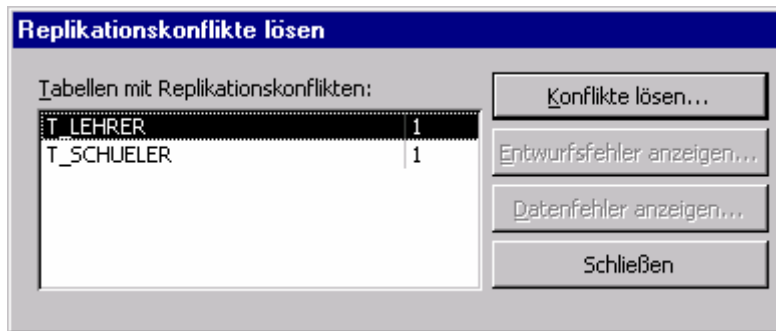 Replikationskonflikte lösen
Tabellen mit Replikationskonflikten:
Konflikte lösen...
T_LEHRER 1
T_SCHUELER 1
Entwurfsfehler anzeigen...
Datenfehler anzeigen...
Schließen